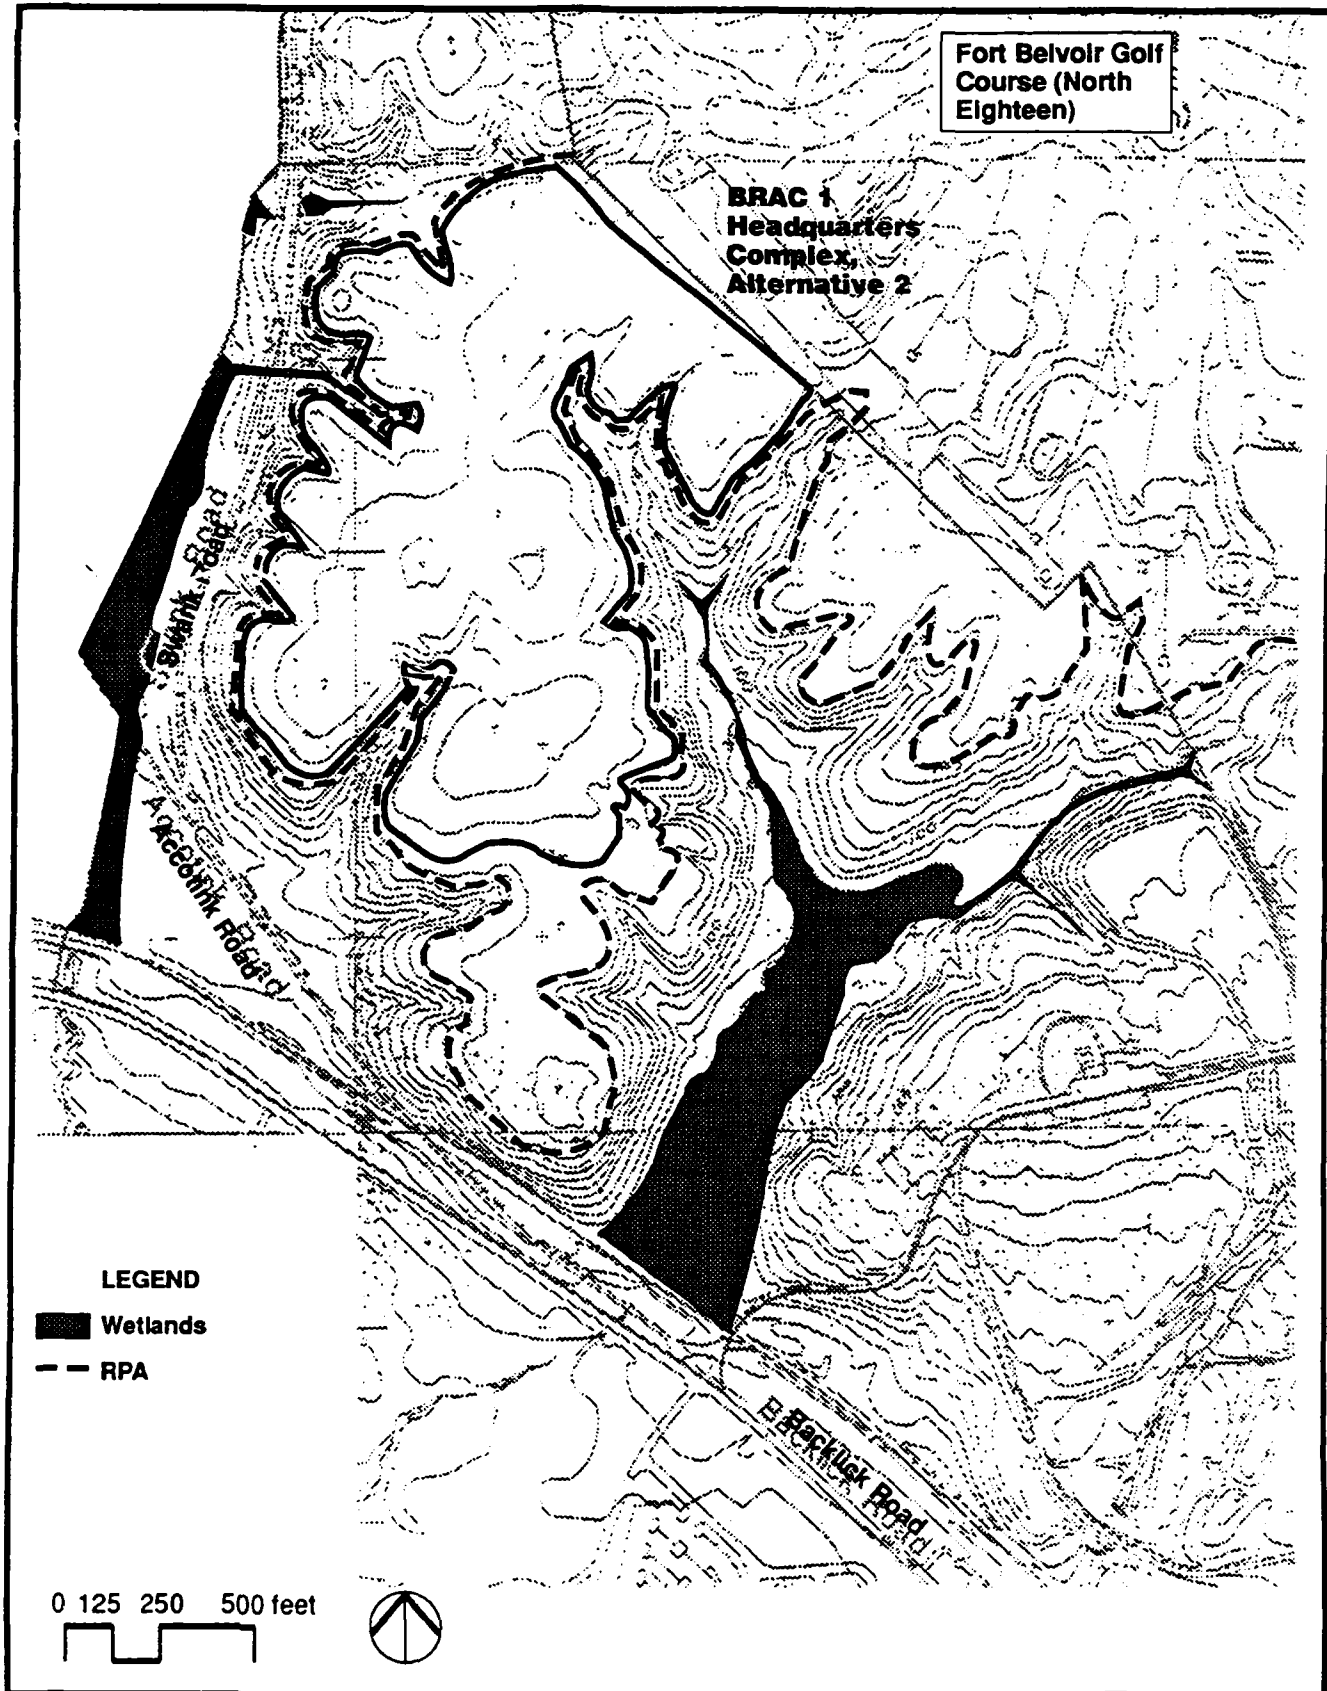 Fort Belvoir Golf
Course (North
Eighteen)
BRAC 1
Headquarters
Complex,
Alternative 2
Swank Road
Accotink Road
LEGEND
Wetlands
RPA
Backlick Road
0 125 250 500 feet